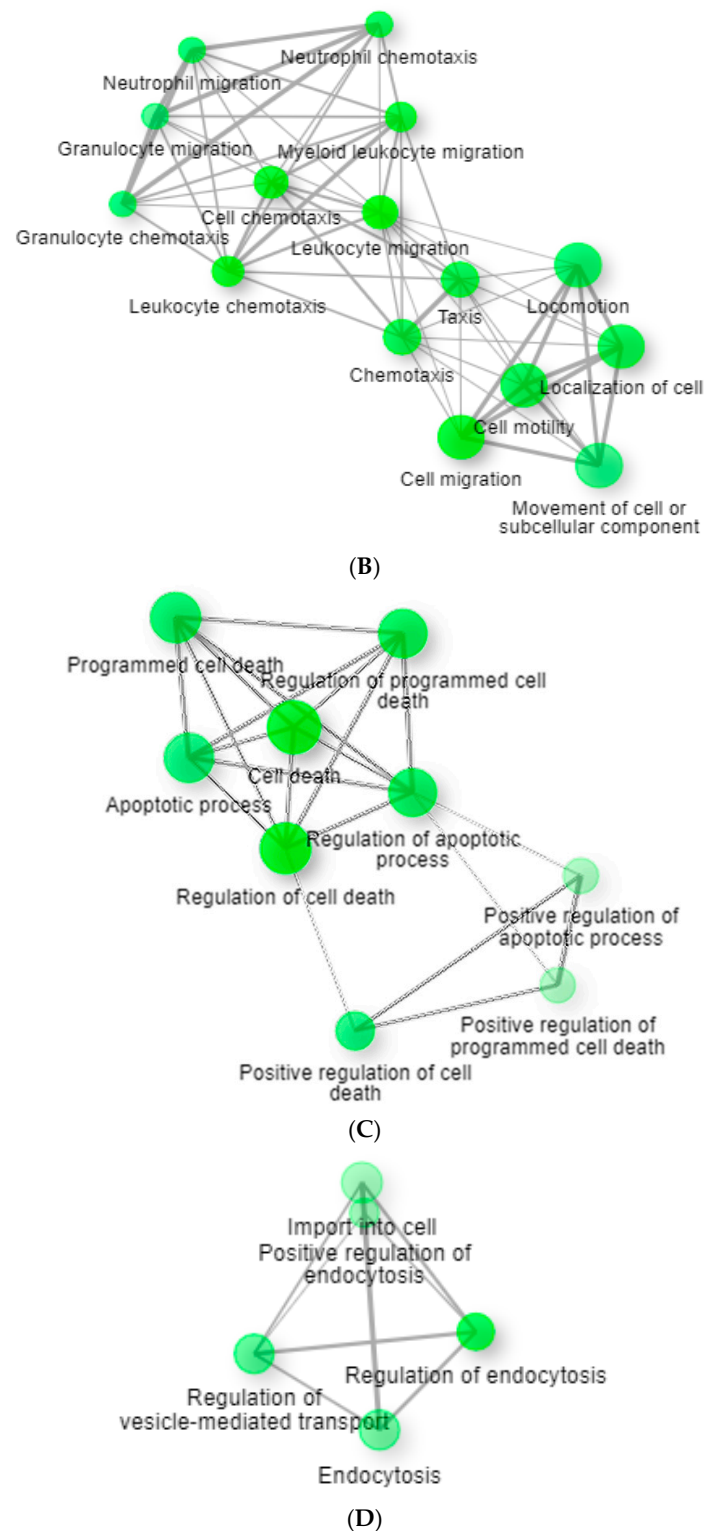 Neutrophil chemotaxis
Neutrophil migration
Granulocyte migration
Myeloid leukocyte migration
Cell chemotaxis
Granulocyte chemotaxis
Leukocyte migration
Leukocyte chemotaxis
Taxis
Locomotion
Chemotaxis
Localization of cell
Cell motility
Cell migration
Movement of cell or
subcellular component
(B)
Programmed cell death
Regulation of programmed cell
death
Cell death
Apoptotic process
Regulation of apoptotic
process
Regulation of cell death
Positive regulation of
apoptotic process
Positive regulation of
programmed cell death
Positive regulation of cell
death
(C)
Import into cell
Positive regulation of
endocytosis
Regulation of endocytosis
Regulation of
vesicle-mediated transport
Endocytosis
(D)